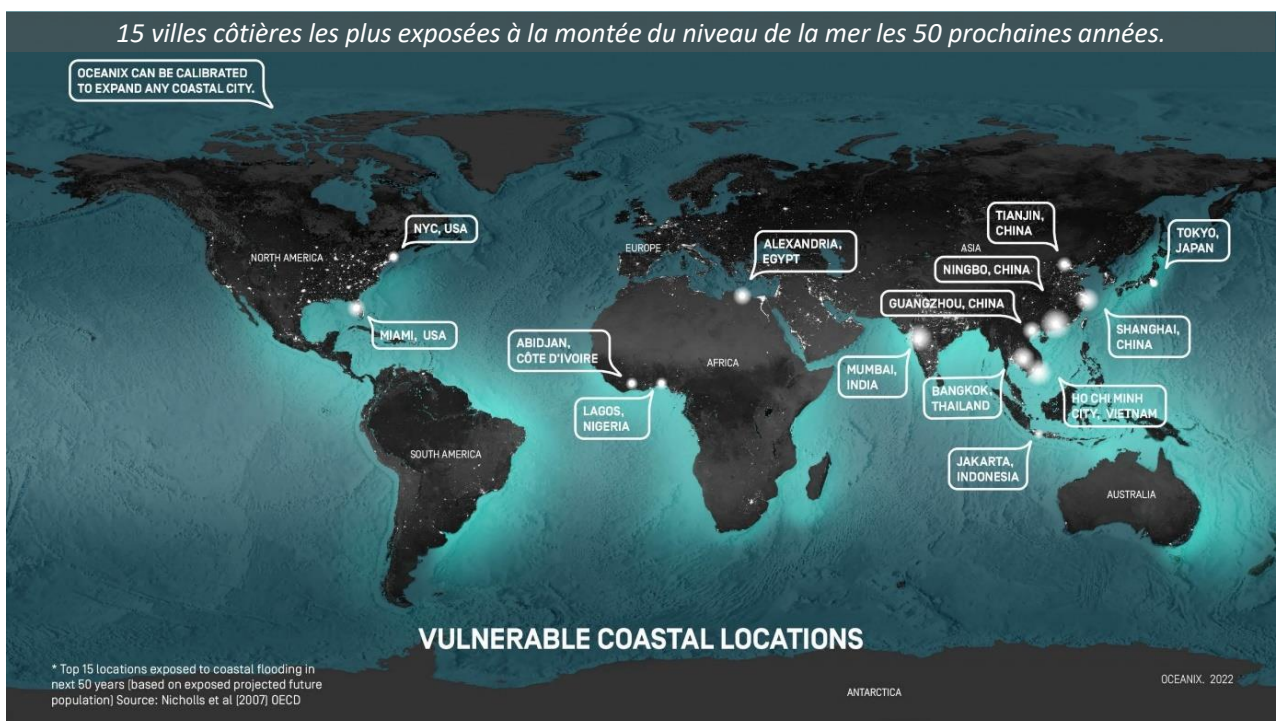 15 villes côtières les plus exposées à la montée du niveau de la mer les 50 prochaines années.
OCEANIX CAN BE CALIBRATED
TO EXPAND ANY COASTAL CITY.
NYC, USA
NORTH AMERICA
MIAMI, USA
EUROPE
ALEXANDRIA,
EGYPT
ASIA
TIANJIN,
CHINA
TOKYO,
JAPAN
NINGBO, CHINA
GUANGZHOU, CHINA
SHANGHAI,
CHINA
ABIDJAN,
CÔTE D'IVOIRE
AFRICA
LAGOS,
NIGERIA
MUMBAI,
INDIA
BANGKOK,
THAILAND
HO CHI MINH
CITY, VIETNAM
SOUTH AMERICA
JAKARTA,
INDONESIA
AUSTRALIA
VULNERABLE COASTAL LOCATIONS
* Top 15 locations exposed to coastal flooding in
next 50 years (based on exposed projected future
population) Source: Nicholls et al (2007) OECD
ANTARCTICA
OCEANIX. 2022